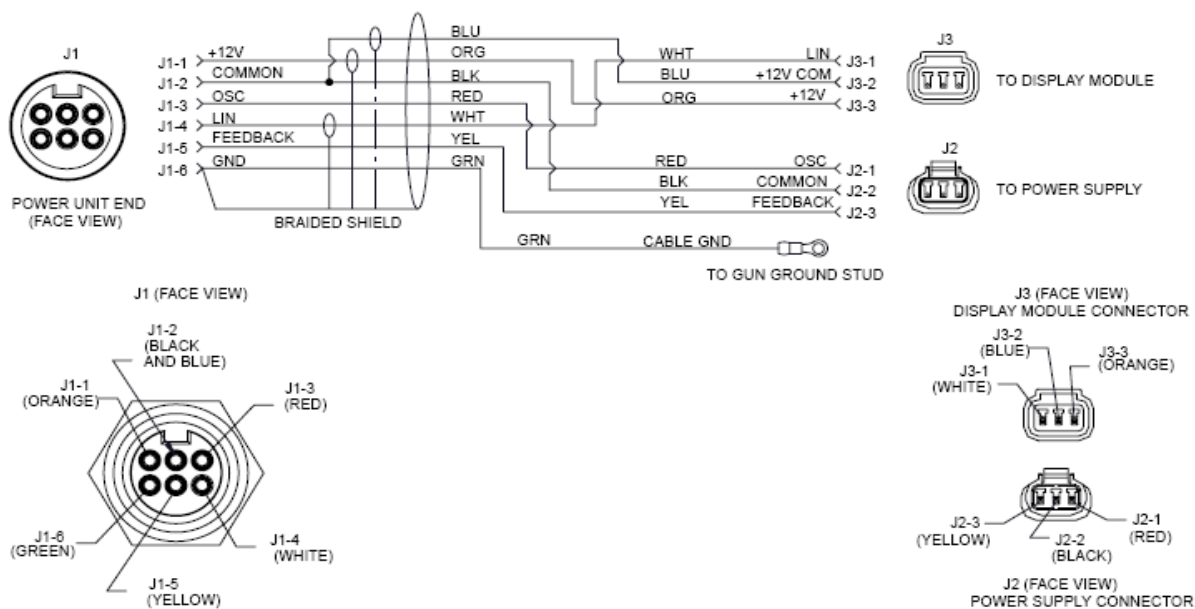 J1
POWER UNIT END
(FACE VIEW)
J1-1 +12V
J1-2 COMMON
J1-3 OSC
J1-4 LIN
J1-5 FEEDBACK
J1-6 GND
BLU
ORG
BLK
RED
WHT
YEL
GRN
BRAIDED SHIELD
WHT LIN J3-1
BLU +12V COM J3-2
ORG +12V J3-3
J3
TO DISPLAY MODULE
RED OSC J2-1
BLK COMMON J2-2
YEL FEEDBACK J2-3
J2
TO POWER SUPPLY
GRN CABLE GND
TO GUN GROUND STUD
J1 (FACE VIEW)
J1-2
(BLACK
AND BLUE)
J1-1
(ORANGE)
J1-3
(RED)
J1-6
(GREEN)
J1-4
(WHITE)
J1-5
(YELLOW)
J3 (FACE VIEW)
DISPLAY MODULE CONNECTOR
J3-2
(BLUE)
J3-3
(ORANGE)
J3-1
(WHITE)
J2-3
(YELLOW)
J2-2
(BLACK)
J2-1
(RED)
J2 (FACE VIEW)
POWER SUPPLY CONNECTOR